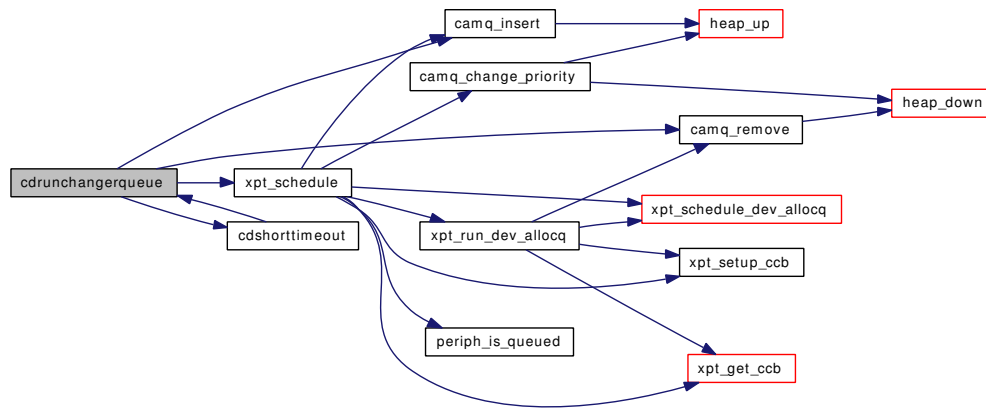 camq_insert
heap_up
camq_change_priority
heap_down
camq_remove
cdrunchangerqueue
xpt_schedule
xpt_schedule_dev_allocq
cdshorttimeout
xpt_run_dev_allocq
xpt_setup_ccb
periph_is_queued
xpt_get_ccb